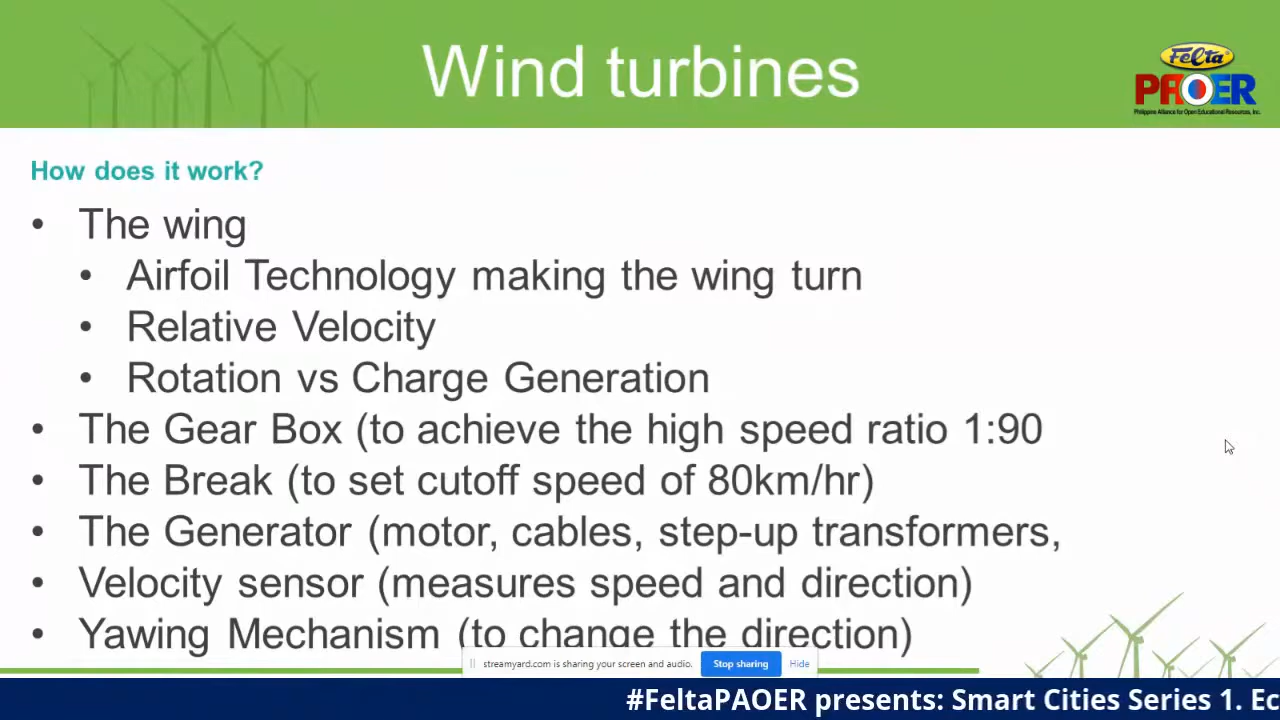 Wind turbines
Felta
PAOER
Philippine Alliance for Open Educational Resources, Inc.
How does it work?
• The wing
• Airfoil Technology making the wing turn
• Relative Velocity
• Rotation vs Charge Generation
• The Gear Box (to achieve the high speed ratio 1:90
• The Break (to set cutoff speed of 80km/hr)
• The Generator (motor, cables, step-up transformers,
• Velocity sensor (measures speed and direction)
• Yawing Mechanism (to change the direction)
streamyard.com is sharing your screen and audio. Stop sharing Hide
#FeltaPAOER presents: Smart Cities Series 1. Ec